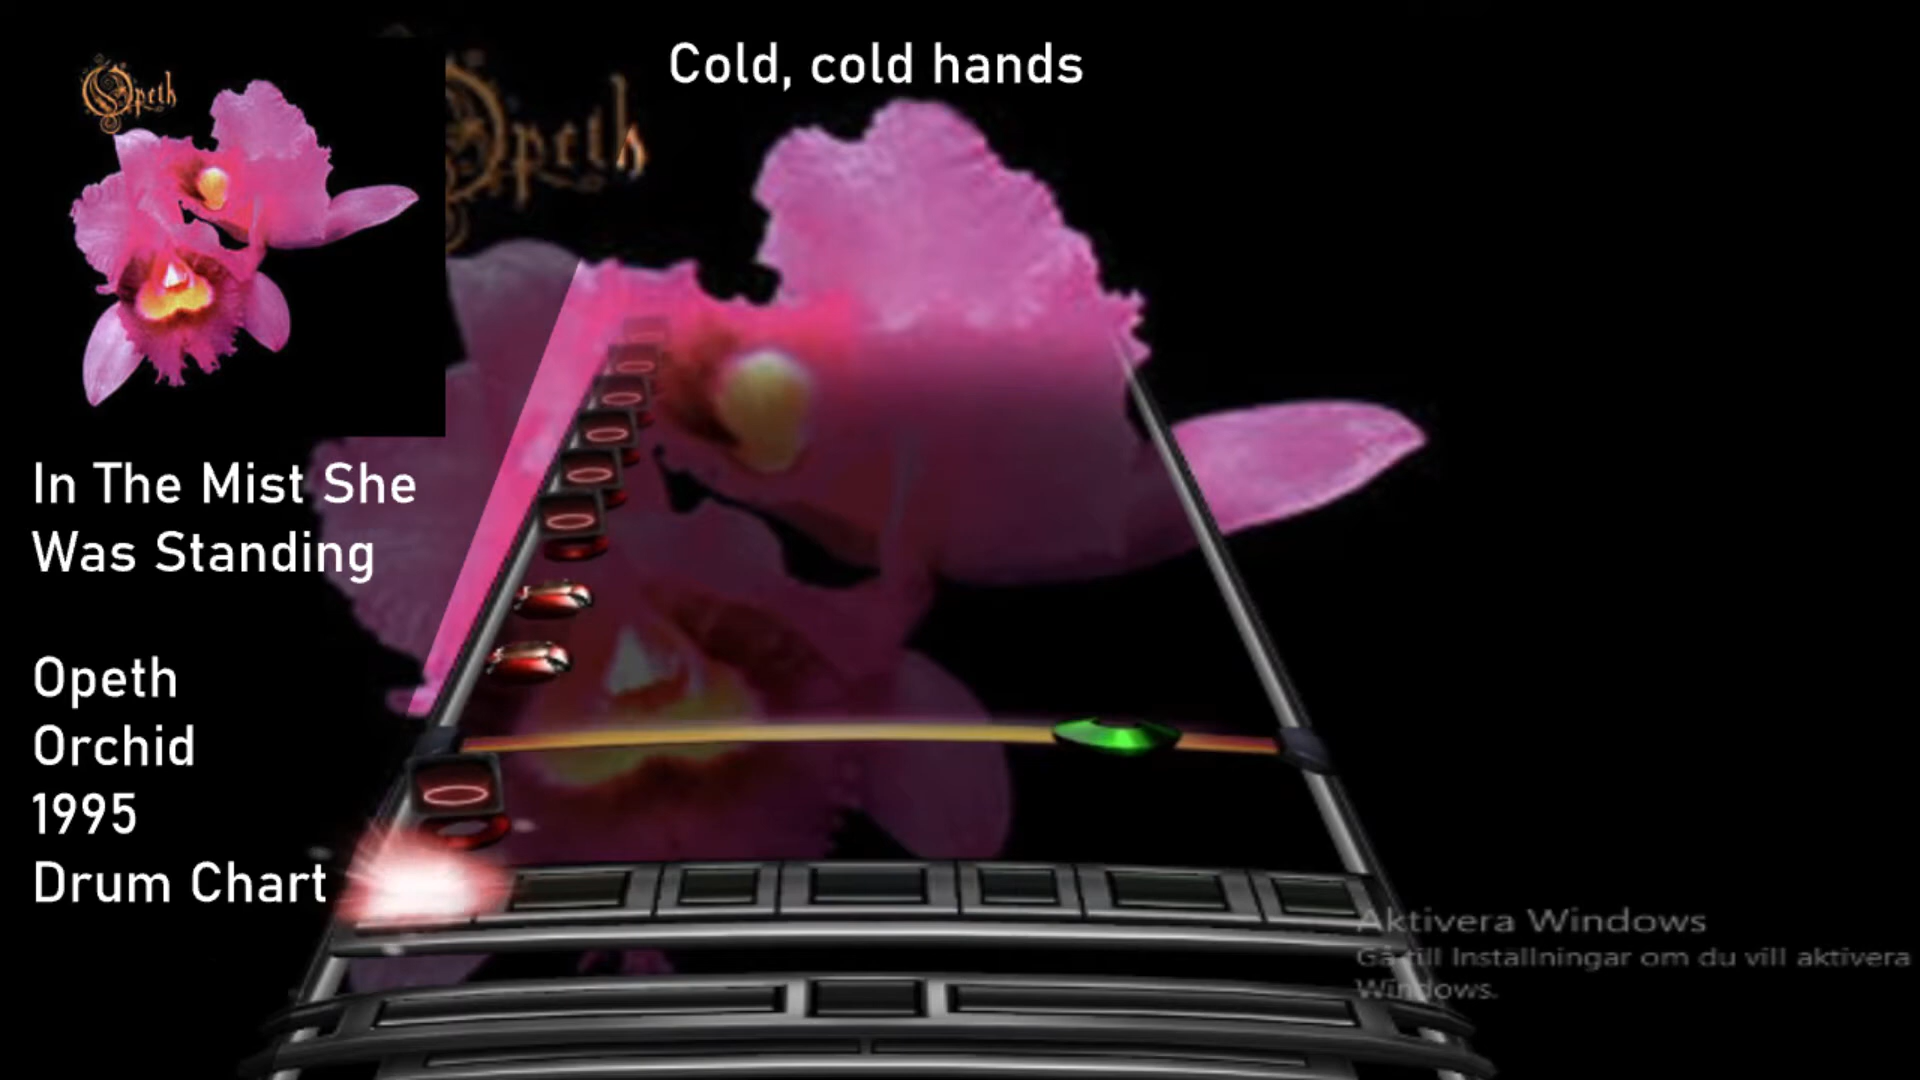 Opeth
Opeth
Cold, cold hands
In The Mist She
Was Standing
Opeth
Orchid
1995
Drum Chart
Aktivera Windows
Gå till Inställningar om du vill aktivera
Windows.